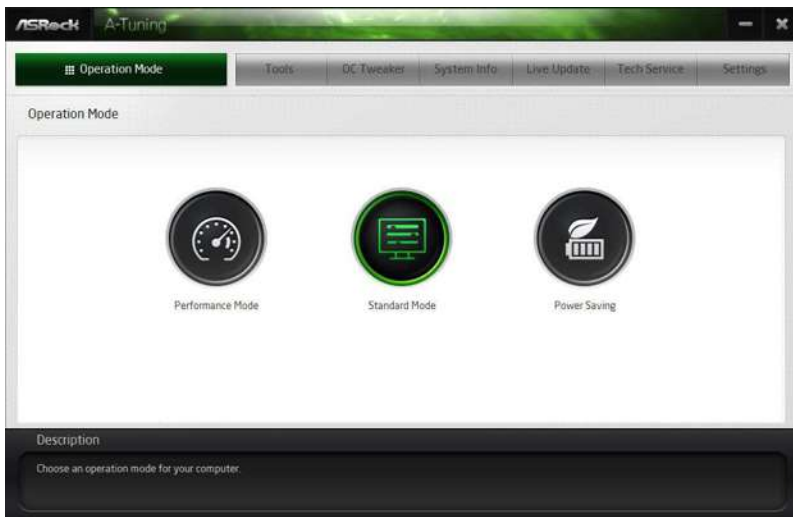 ASRock A-Tuning
Operation Mode Tools OC Tweaker System Info Live Update Tech Service Settings
Operation Mode
Performance Mode Standard Mode Power Saving
Description
Choose an operation mode for your computer.